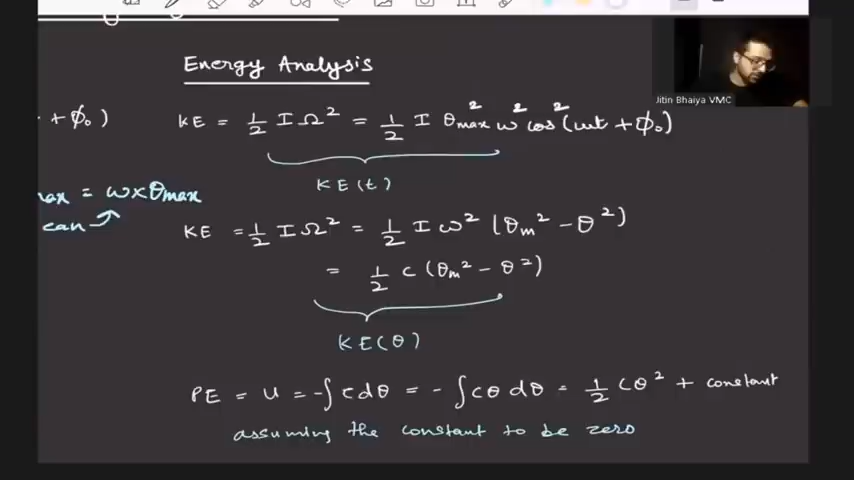 Energy Analysis
Jitin Bhaiya VMC
+ ϕ₀) KE = 1/2 I Ω² = 1/2 I θmax² ω² cos²(ωt + ϕ₀)
KE(t)
max = ω×θmax
can
KE = 1/2 I Ω² = 1/2 I ω² (θm² − θ²)
= 1/2 C (θm² − θ²)
KE(θ)
PE = U = −∫ τ dθ = − ∫ Cθ dθ = 1/2 Cθ² + constant
assuming the constant to be zero